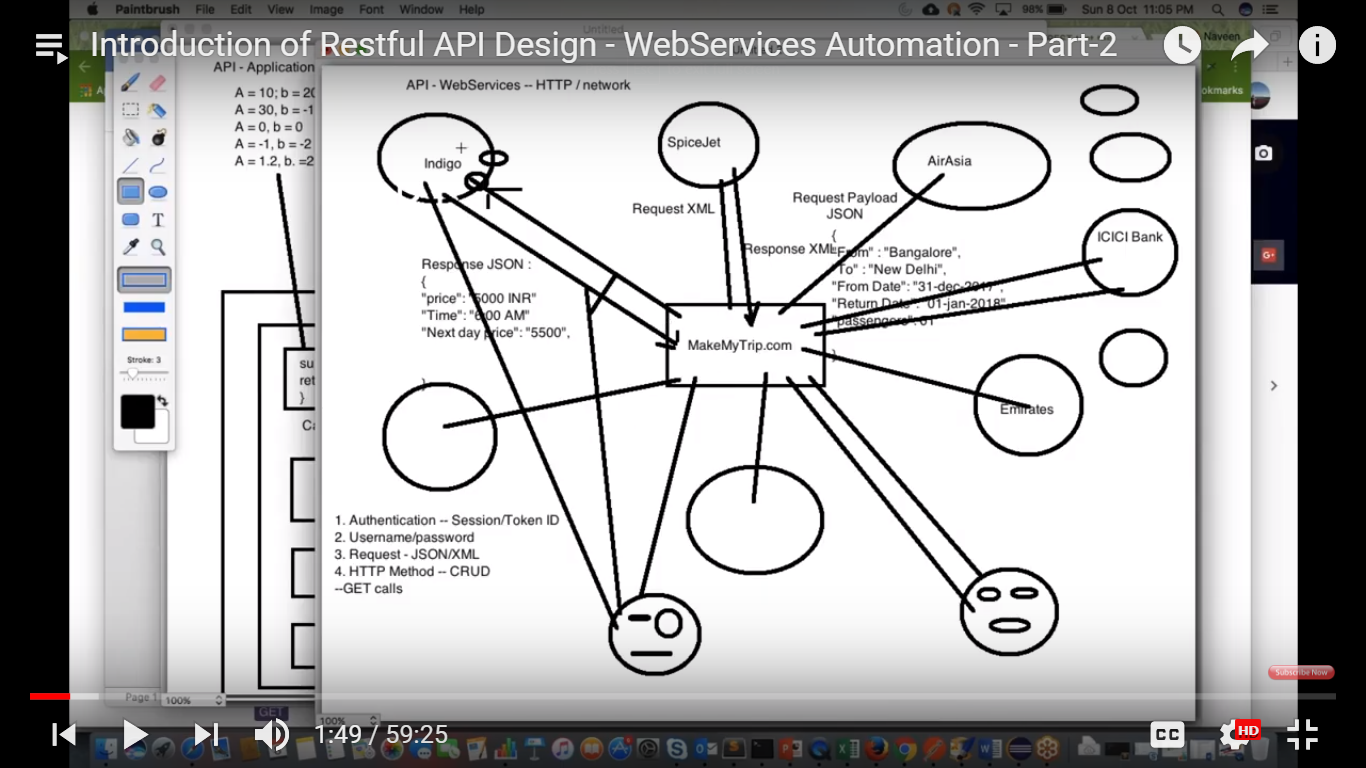 Paintbrush File Edit View Image Font Window Help
98% Sun 8 Oct 11:05 PM
Untitled
Introduction of Restful API Design - WebServices Automation - Part-2
Naveen
API - Application
API - WebServices -- HTTP / network
okmarks
A = 10; b = 20
A = 30, b = -1
A = 0, b = 0
A = -1, b = -2
A = 1.2, b. =2
Indigo
SpiceJet
AirAsia
Request XML
Request Payload
JSON
Response XML
{
"From" : "Bangalore",
"To" : "New Delhi",
"From Date": "31-dec-2017",
"Return Date": "01-jan-2018",
"passengers": 01
}
ICICI Bank
Response JSON :
{
"price": "5000 INR"
"Time": "6:00 AM"
"Next day price": "5500",
}
MakeMyTrip.com
Emirates
Stroke: 3
su
ret
}
Ca
1. Authentication -- Session/Token ID
2. Username/password
3. Request - JSON/XML
4. HTTP Method -- CRUD
--GET calls
Subscribe Now
Page 1
100%
GET
100%
1:49 / 59:25
CC
HD